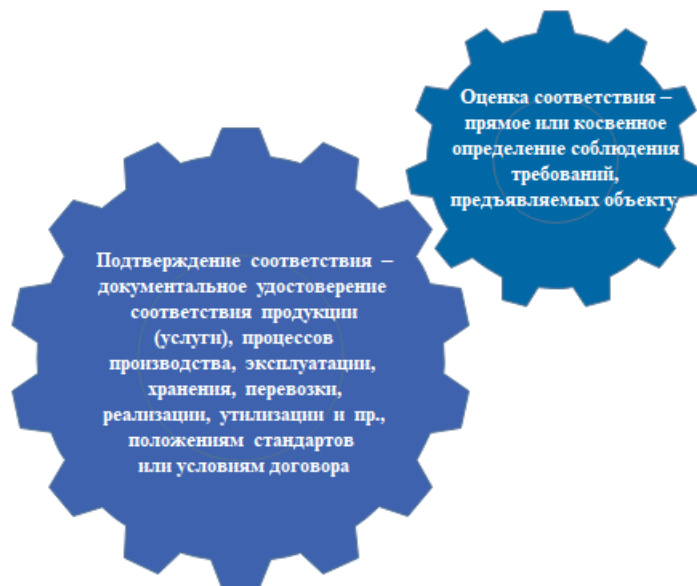 Оценка соответствия –
прямое или косвенное
определение соблюдения
требований,
предъявляемых объекту.
Подтверждение соответствия –
документальное удостоверение
соответствия продукции
(услуги), процессов
производства, эксплуатации,
хранения, перевозки,
реализации, утилизации и пр.,
положениям стандартов
или условиям договора